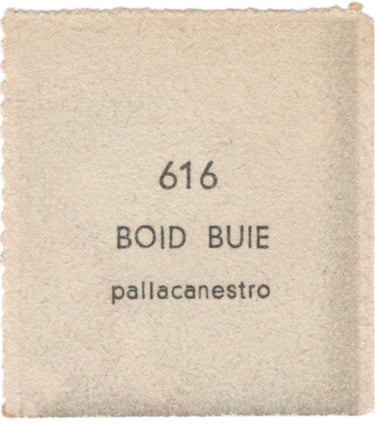 616
BOID BUIE
pallacanestro